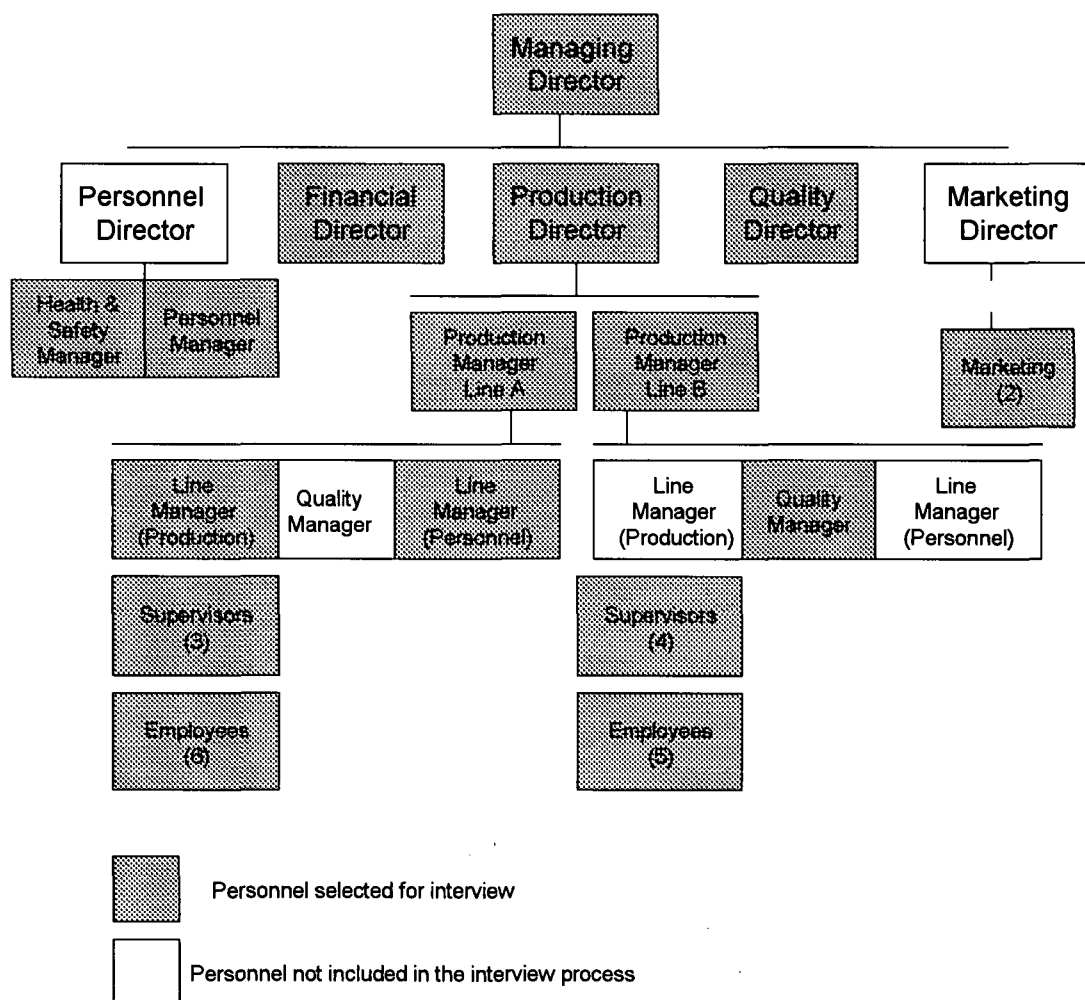 Managing
Director
Personnel
Director
Financial
Director
Production
Director
Quality
Director
Marketing
Director
Health &
Safety
Manager
Personnel
Manager
Production
Manager
Line A
Production
Manager
Line B
Marketing
(2)
Line
Manager
(Production)
Quality
Manager
Line
Manager
(Personnel)
Line
Manager
(Production)
Quality
Manager
Line
Manager
(Personnel)
Supervisors
(3)
Supervisors
(4)
Employees
(6)
Employees
(5)
Personnel selected for interview
Personnel not included in the interview process